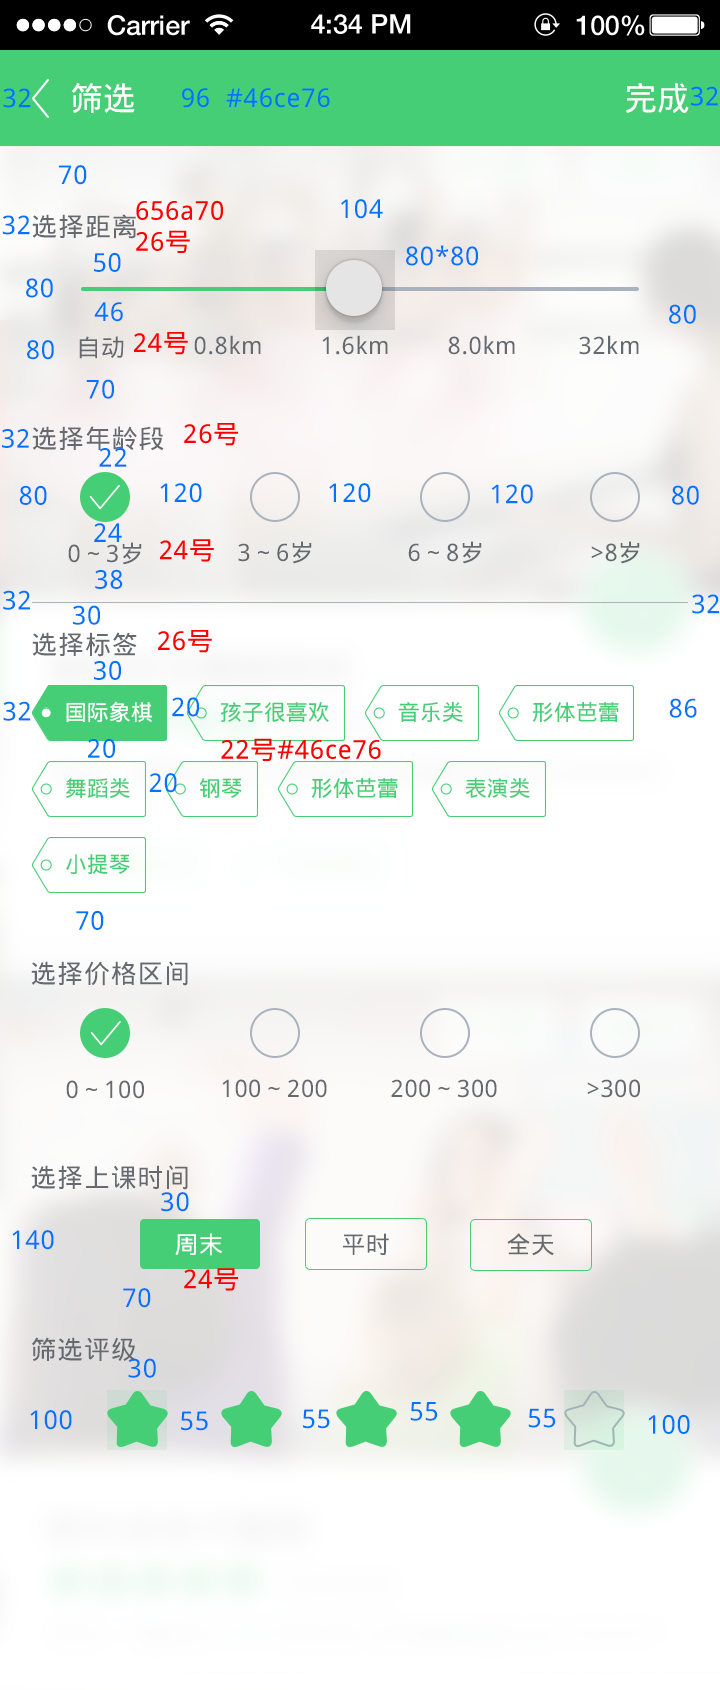 Carrier 4:34 PM 100%
32 筛选 96 #46ce76 完成 32
70
32 选择距离 656a70 104
26号
50 80*80
80
46 80
80 自动 24号 0.8km 1.6km 8.0km 32km
70
32 选择年龄段 26号
22
80 120 120 120 80
24
0 ~ 3岁 24号 3 ~ 6岁 6 ~ 8岁 >8岁
38
32 32
30
选择标签 26号
30
32 国际象棋 20 孩子很喜欢 音乐类 形体芭蕾 86
20 22号#46ce76
舞蹈类 20 钢琴 形体芭蕾 表演类
小提琴
70
选择价格区间
0 ~ 100 100 ~ 200 200 ~ 300 >300
选择上课时间
30
140 周末 平时 全天
24号
70
筛选评级
30
100 55 55 55 55 100